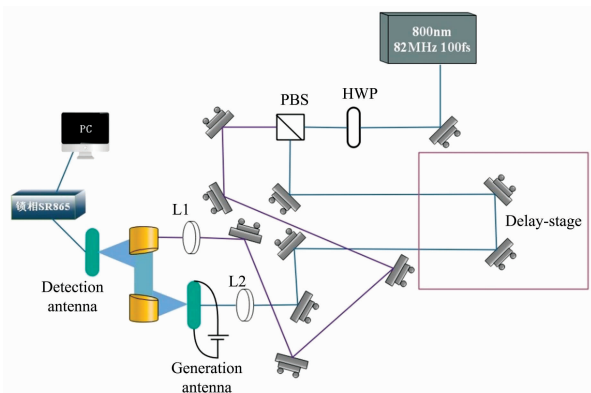 800nm
82MHz 100fs
PBS
HWP
PC
锁相SR865
L1
Delay-stage
L2
Detection
antenna
Generation
antenna